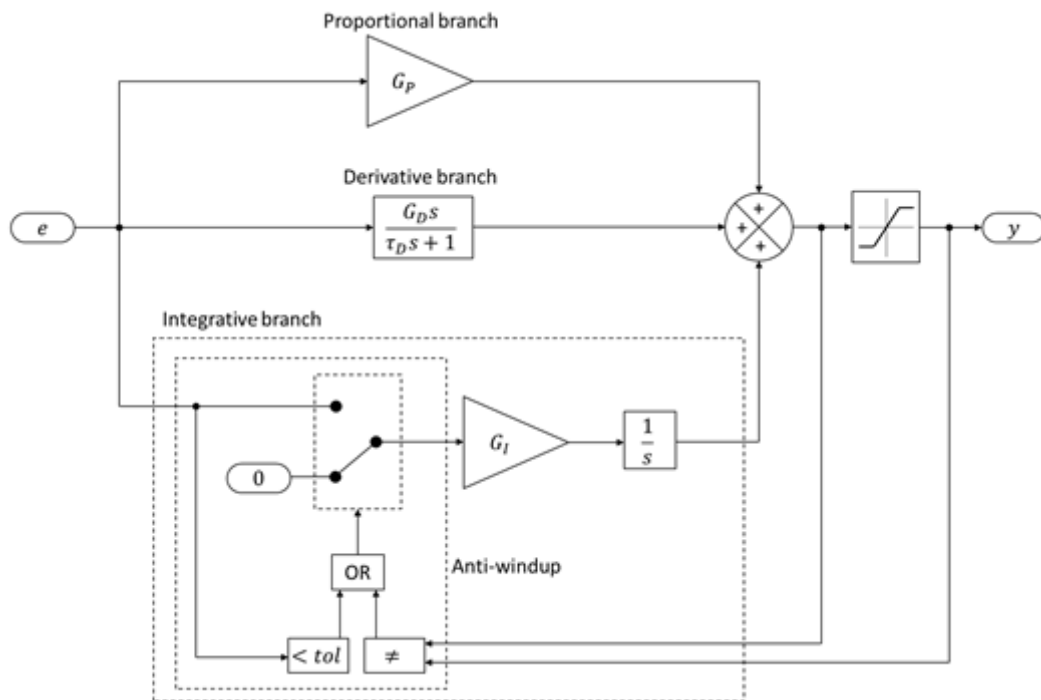 Proportional branch
G_P
Derivative branch
e
G_D s
τ_D s + 1
+
+ +
+
y
Integrative branch
G_I
1
s
0
OR
Anti-windup
< tol
≠